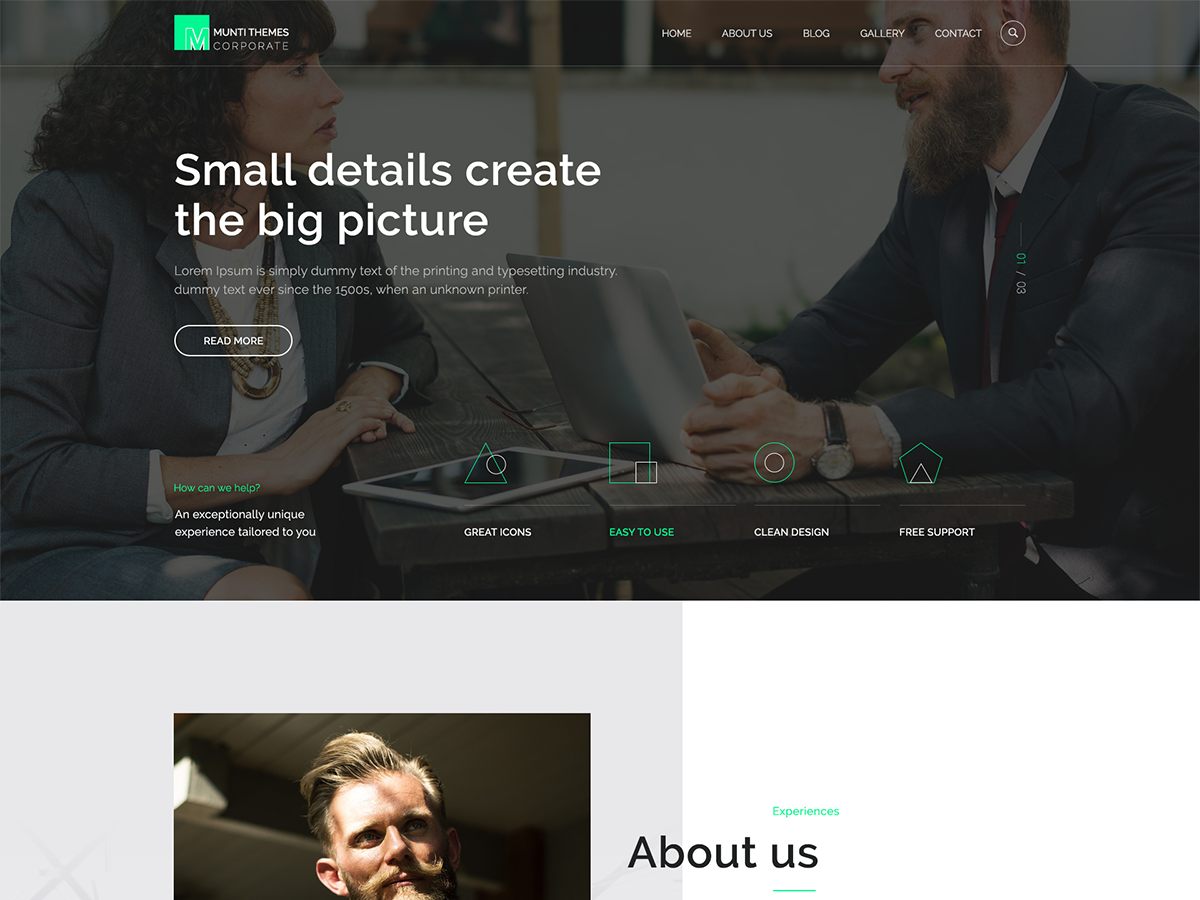 M
MUNTI THEMES
CORPORATE
HOME ABOUT US BLOG GALLERY CONTACT
Small details create
the big picture
Lorem Ipsum is simply dummy text of the printing and typesetting industry.
dummy text ever since the 1500s, when an unknown printer.
READ MORE
01 / 03
How can we help?
An exceptionally unique
experience tailored to you
GREAT ICONS
EASY TO USE
CLEAN DESIGN
FREE SUPPORT
Experiences
About us